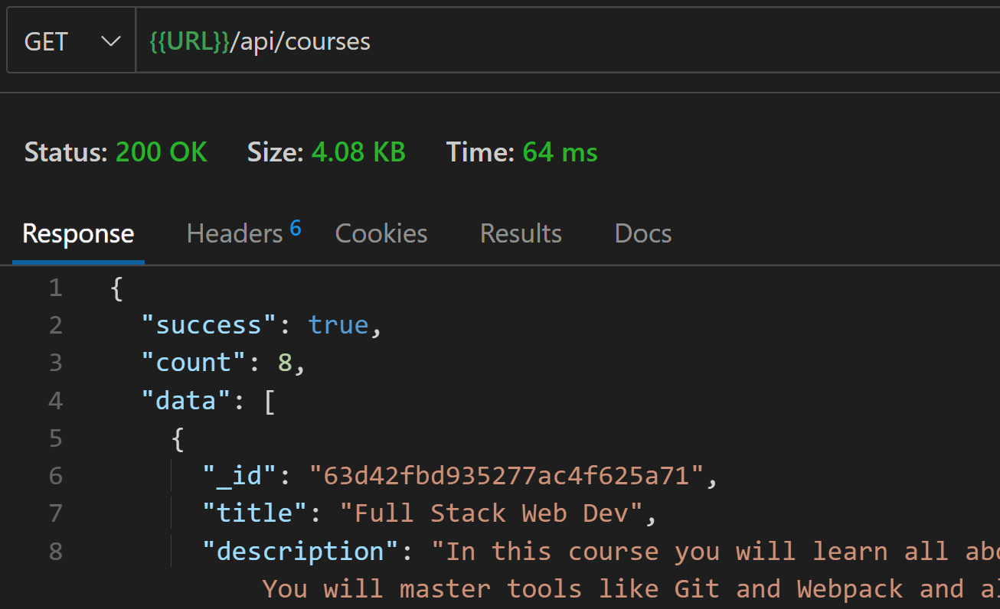 GET {{URL}}/api/courses
Status: 200 OK Size: 4.08 KB Time: 64 ms
Response Headers 6 Cookies Results Docs
1 {
2 "success": true,
3 "count": 8,
4 "data": [
5 {
6 "_id": "63d42fbd935277ac4f625a71",
7 "title": "Full Stack Web Dev",
8 "description": "In this course you will learn all
You will master tools like Git and Webpack and